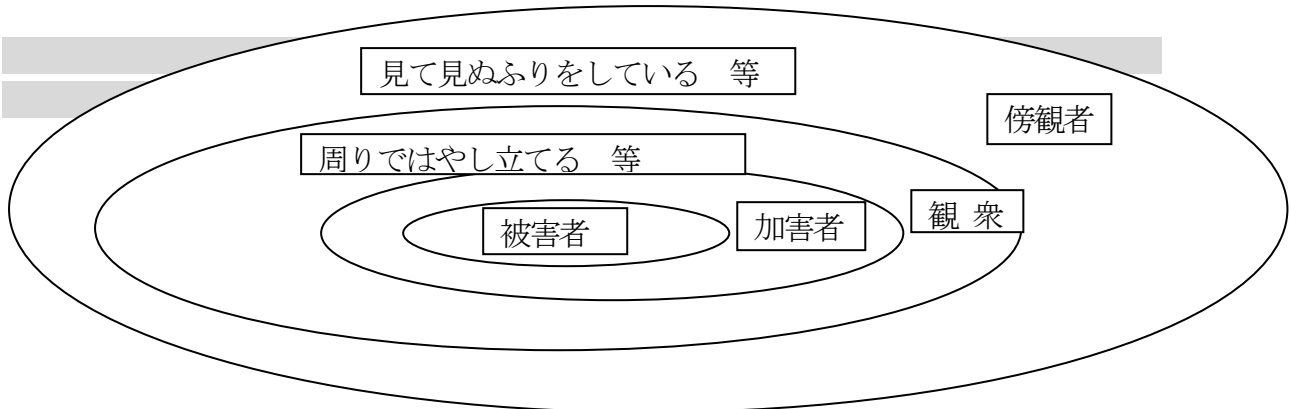 見て見ぬふりをしている　等
傍観者
周りではやし立てる　等
観 衆
加害者
被害者